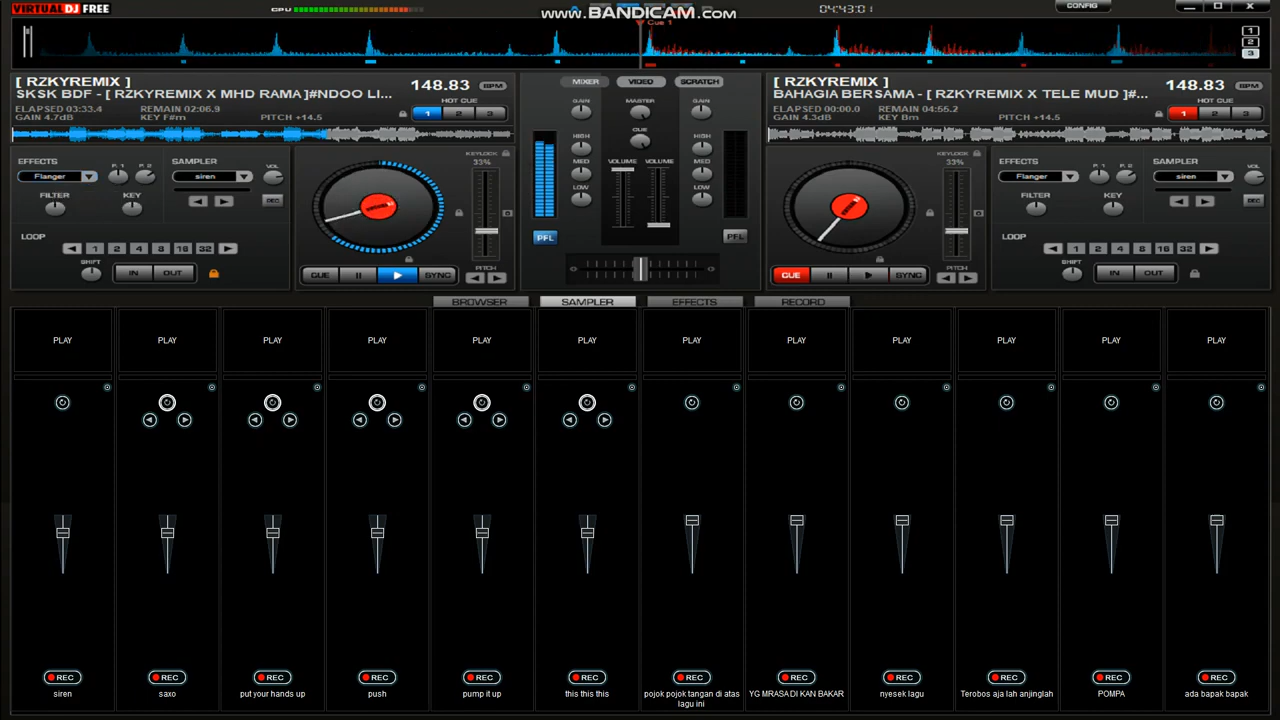 VIRTUAL DJ FREE
CPU
www.BANDICAM.com
04:43:01
CONFIG
Cue 1
1
2
3
[ RZKYREMIX ]
148.83 BPM
SKSK BDF - [ RZKYREMIX X MHD RAMA ]#NDOO LI...
ELAPSED 03:33.4 REMAIN 02:06.9
HOT CUE
GAIN 4.7dB KEY F#m PITCH +14.5
1 2 3
MIXER VIDEO SCRATCH
GAIN MASTER GAIN
CUE
HIGH HIGH
MED VOLUME VOLUME MED
LOW LOW
PFL PFL
[ RZKYREMIX ]
148.83 BPM
BAHAGIA BERSAMA - [ RZKYREMIX X TELE MUD ]#...
ELAPSED 00:00.0 REMAIN 04:55.2
HOT CUE
GAIN 4.3dB KEY Bm PITCH +14.5
1 2 3
EFFECTS SAMPLER
Flanger P. 1 P. 2 siren VOL
FILTER KEY REC
LOOP
1 2 4 8 16 32
SHIFT IN OUT
KEYLOCK
33%
CUE II SYNC
PITCH
KEYLOCK
33%
CUE II SYNC
PITCH
EFFECTS SAMPLER
Flanger P. 1 P. 2 siren VOL
FILTER KEY REC
LOOP
1 2 4 8 16 32
SHIFT IN OUT
BROWSER SAMPLER EFFECTS RECORD
PLAY PLAY PLAY PLAY PLAY PLAY PLAY PLAY PLAY PLAY PLAY PLAY
REC REC REC REC REC REC REC REC REC REC REC REC
siren saxo put your hands up push pump it up this this this pojok pojok tangan di atas YG MRASA DI KAN BAKAR nyesek lagu Terobos aja lah anjinglah POMPA ada bapak bapak
lagu ini